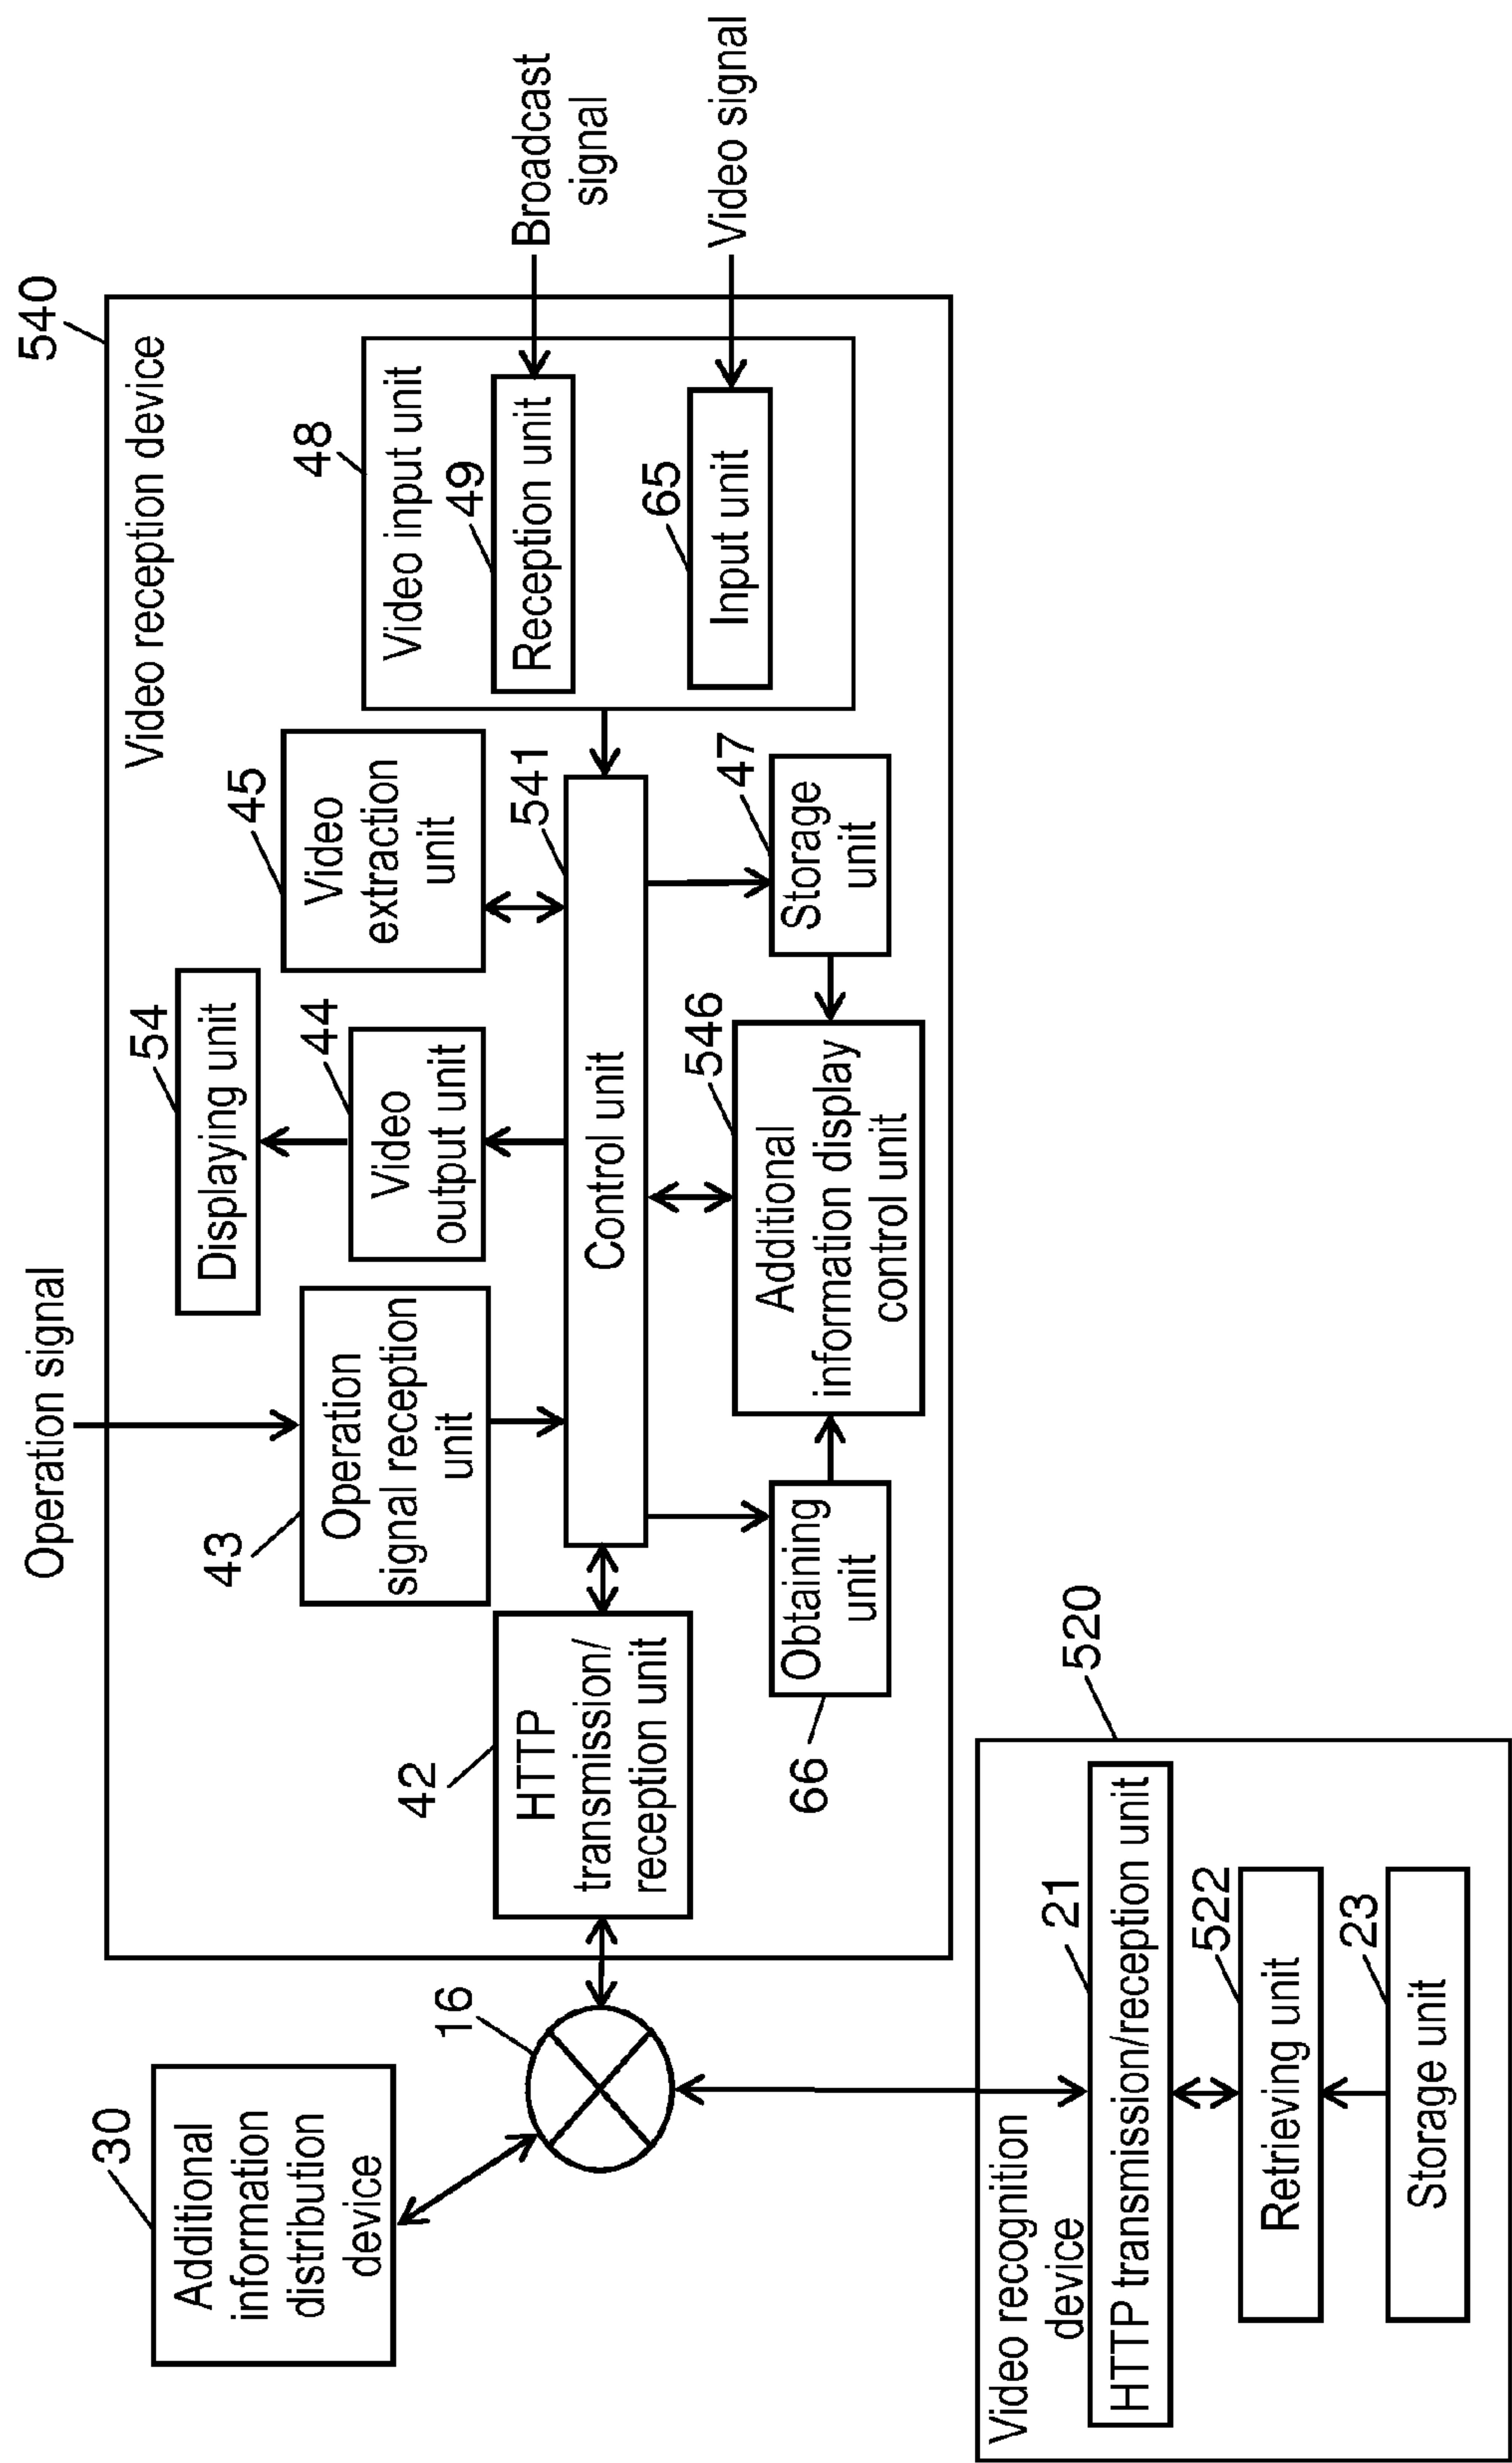 540
Video reception device
Operation signal
30
Additional
information
distribution
device
16
42
HTTP
transmission/
reception unit
43
Operation
signal reception
unit
54
Displaying unit
44
Video
output unit
45
Video
extraction
unit
48
Video input unit
49
Reception unit
Broadcast
signal
65
Input unit
Video signal
541
Control unit
66
Obtaining
unit
546
Additional
information display
control unit
47
Storage
unit
520
Video recognition
device
21
HTTP transmission/reception unit
522
Retrieving unit
23
Storage unit